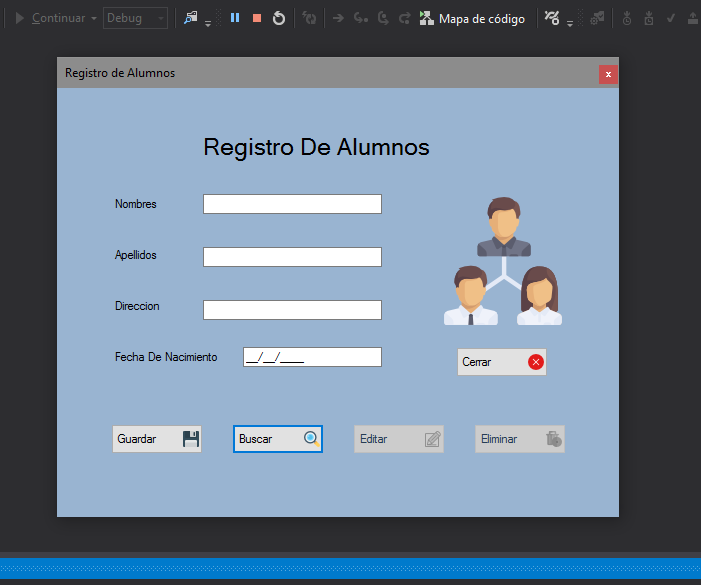 Continuar Debug Mapa de código
Registro de Alumnos x
Registro De Alumnos
Nombres
Apellidos
Direccion
Fecha De Nacimiento __/__/____
Cerrar
Guardar Buscar Editar Eliminar